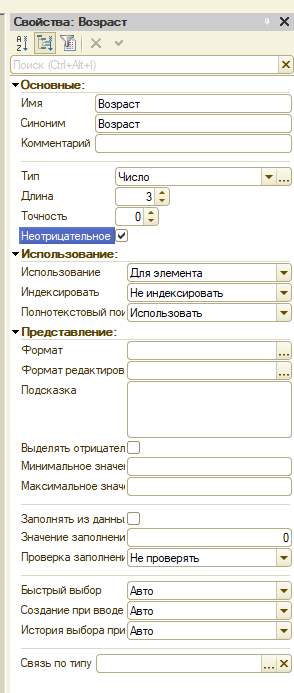 Свойства: Возраст
Поиск (Ctrl+Alt+I)
Основные:
Имя Возраст
Синоним Возраст
Комментарий
Тип Число
Длина 3
Точность 0
Неотрицательное
Использование:
Использование Для элемента
Индексировать Не индексировать
Полнотекстовый пои Использовать
Представление:
Формат
Формат редактиров
Подсказка
Выделять отрицател
Минимальное значен
Максимальное значе
Заполнять из данны
Значение заполнени 0
Проверка заполнени Не проверять
Быстрый выбор Авто
Создание при вводе Авто
История выбора при Авто
Связь по типу